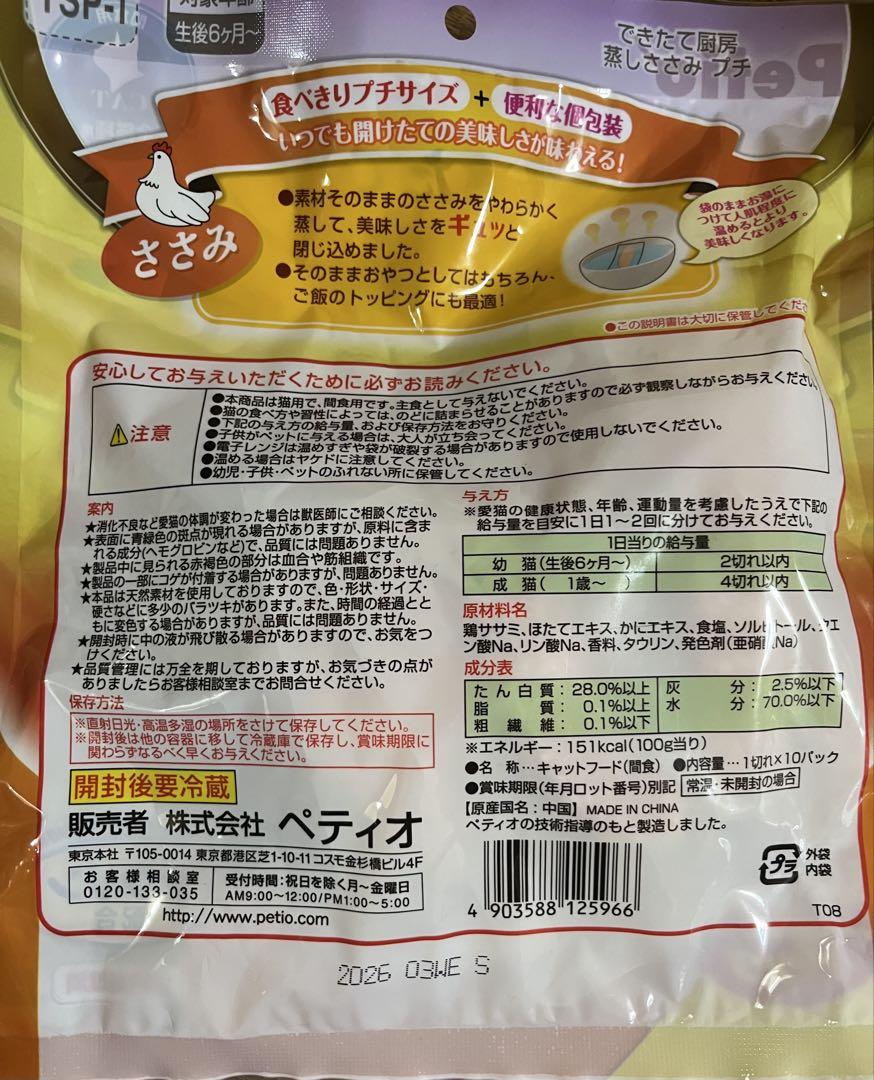 TSP-1
対象年齢
生後6ヶ月~
できたて厨房
蒸しささみ プチ
食べきりプチサイズ + 便利な個包装
いつでも開けたての美味しさが味わえる!
ささみ
●素材そのままのささみをやわらかく
蒸して、美味しさをギュッと
閉じ込めました。
●そのままおやつとしてはもちろん、
ご飯のトッピングにも最適!
袋のままお湯に
つけて人肌程度に
温めるとより
美味しくなります。
●この説明書は大切に保管してくださ
安心してお与えいただくために必ずお読みください。
⚠注意
●本商品は猫用で、間食用です。主食として与えないでください。
●猫の食べ方や習性によっては、のどに詰まらせることがありますので必ず観察しながらお与えください。
●下記の与え方の給与量、および保存方法をお守りください。
●子供がペットに与える場合は、大人が立ち会ってください。
●電子レンジは温めすぎや袋が破裂する場合がありますので使用しないでください。
●温める場合はヤケドに注意してください。
●幼児・子供・ペットのふれない所に保管してください。
案内
★消化不良など愛猫の体調が変わった場合は獣医師にご相談ください。
★表面に青緑色の斑点が現れる場合がありますが、原料に含ま
れる成分(ヘモグロビンなど)で、品質には問題ありません。
★製品中に見られる赤褐色の部分は血合や筋組織です。
★製品の一部にコゲが付着する場合がありますが、問題ありません。
★本品は天然素材を使用しておりますので、色・形状・サイズ・
硬さなどに多少のバラツキがあります。また、時間の経過とと
もに変色する場合がありますが、品質には問題ありません。
★開封時に中の液が飛び散る場合がありますので、お気をつ
けください。
★品質管理には万全を期しておりますが、お気づきの点が
ありましたらお客様相談室までお問合せください。
保存方法
※直射日光・高温多湿の場所をさけて保存してください。
※開封後は他の容器に移して冷蔵庫で保存し、賞味期限に
関わらずなるべく早くお与えください。
開封後要冷蔵
販売者 株式会社 ペティオ
東京本社 〒105-0014 東京都港区芝1-10-11 コスモ金杉橋ビル4F
お客様相談室
0120-133-035
受付時間:祝日を除く月~金曜日
AM9:00~12:00/PM1:00~5:00
http://www.petio.com
与え方
※愛猫の健康状態、年齢、運動量を考慮したうえで下記の
給与量を目安に1日1~2回に分けてお与えください。
1日当りの給与量
幼 猫(生後6ヶ月~) 2切れ以内
成 猫( 1歳~ ) 4切れ以内
原材料名
鶏ササミ、ほたてエキス、かにエキス、食塩、ソルビトール、クエ
ン酸Na、リン酸Na、香料、タウリン、発色剤(亜硝酸Na)
成分表
たん白質:28.0%以上 灰 分: 2.5%以下
脂 質: 0.1%以上 水 分:70.0%以下
粗 繊 維: 0.1%以下
※エネルギー:151kcal(100g当り)
●名 称…キャットフード(間食) ●内容量…1切れ×10パック
●賞味期限(年月ロット番号)別記 常温・未開封の場合
【原産国名:中国】 MADE IN CHINA
ペティオの技術指導のもと製造しました。
4 903588 125966
プラ
外袋
内袋
T08
2026 03WE S